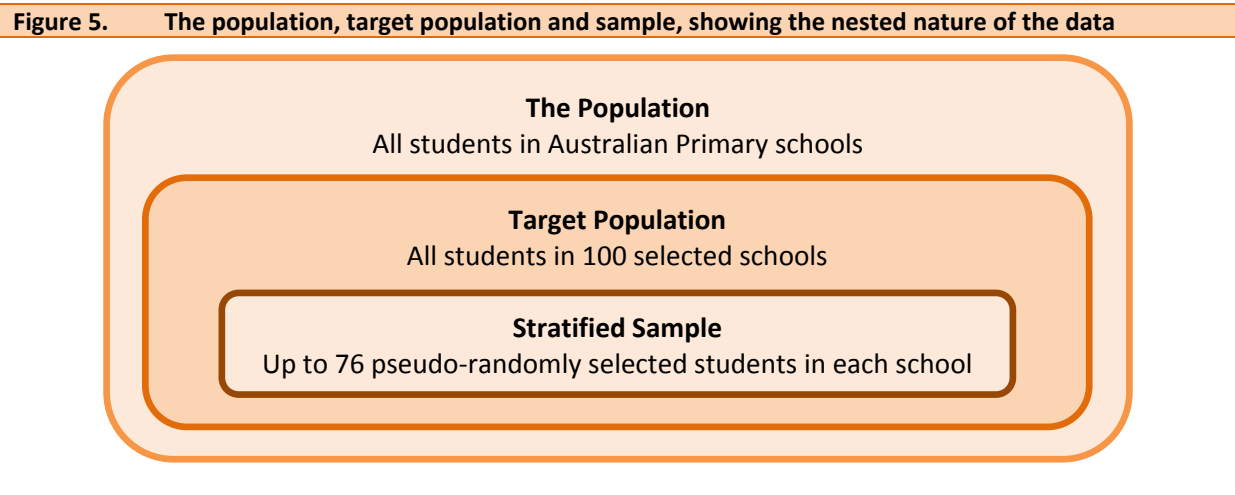 Figure 5. The population, target population and sample, showing the nested nature of the data
The Population
All students in Australian Primary schools
Target Population
All students in 100 selected schools
Stratified Sample
Up to 76 pseudo-randomly selected students in each school